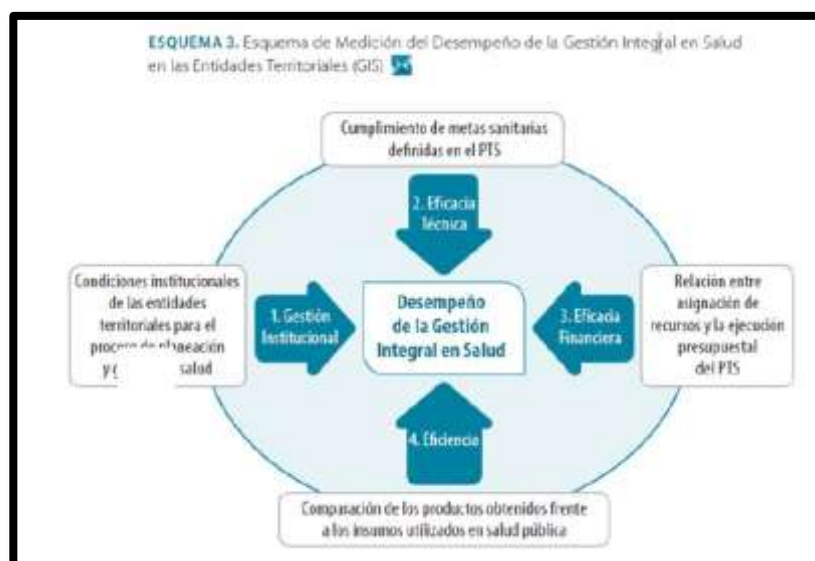 ESQUEMA 3. Esquema de Medición del Desempeño de la Gestión Integral en Salud
en las Entidades Territoriales (GIS)
Cumplimiento de metas sanitarias
definidas en el PTS
2. Eficacia
Técnica
Condiciones institucionales
de las entidades
territoriales para el
proceso de planeación
y salud
1. Gestión
Institucional
Desempeño
de la Gestión
Integral en Salud
3. Eficacia
Financiera
Relación entre
asignación de
recursos y la ejecución
presupuestal
del PTS
4. Eficiencia
Comparación de los productos obtenidos frente
a los insumos utilizados en salud pública